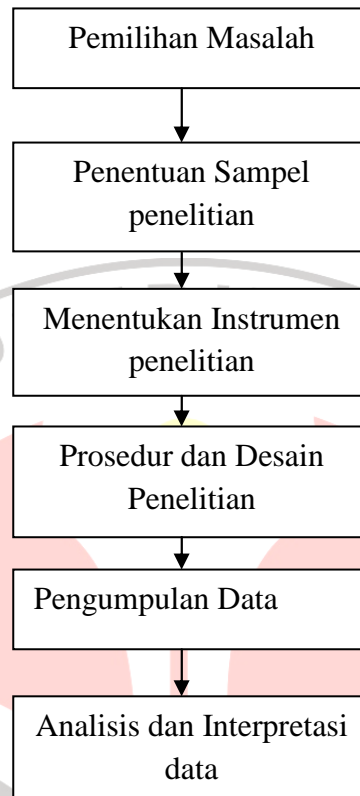 Pemilihan Masalah
Penentuan Sampel
penelitian
Menentukan Instrumen
penelitian
Prosedur dan Desain
Penelitian
Pengumpulan Data
Analisis dan Interpretasi
data